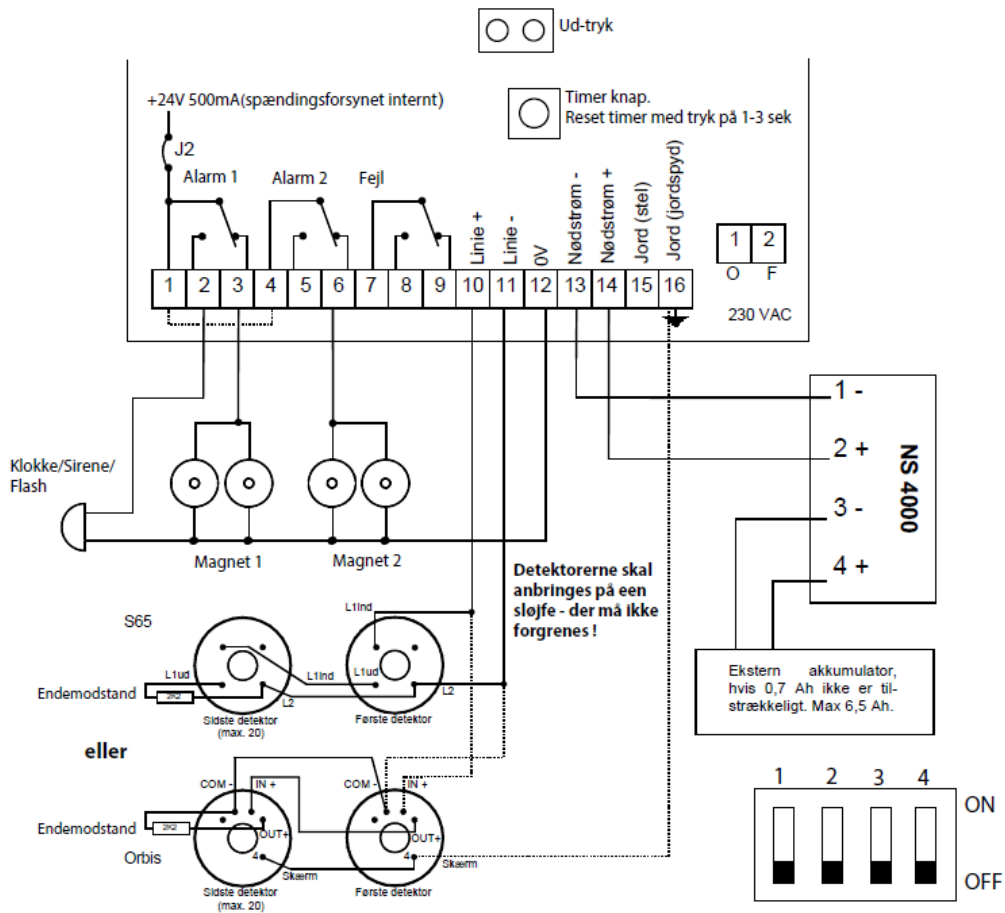 Ud-tryk
+24V 500mA(spændingsforsynet internt)
Timer knap.
Reset timer med tryk på 1-3 sek
J2
Alarm 1
Alarm 2
Fejl
Linie +
Linie -
0V
Nødstrøm -
Nødstrøm +
Jord (stel)
Jord (jordspyd)
1 2 3 4 5 6 7 8 9 10 11 12 13 14 15 16
1 2
O F
230 VAC
1 -
2 +
3 -
4 +
NS 4000
Klokke/Sirene/
Flash
Magnet 1
Magnet 2
Detektorerne skal
anbringes på een
sløjfe - der må ikke
forgrenes !
S65
L1Ind
L1ud
L1Ind
L1ud
L2
L2
Endemodstand
2K2
Sidste detektor
(max. 20)
Første detektor
Ekstern akkumulator,
hvis 0,7 Ah ikke er til-
strækkeligt. Max 6,5 Ah.
eller
COM -
IN +
COM -
IN +
Endemodstand
2K2
OUT+
OUT+
Orbis
4
4
Skærm
Skærm
Sidste detektor
(max. 20)
Første detektor
1 2 3 4
ON
OFF